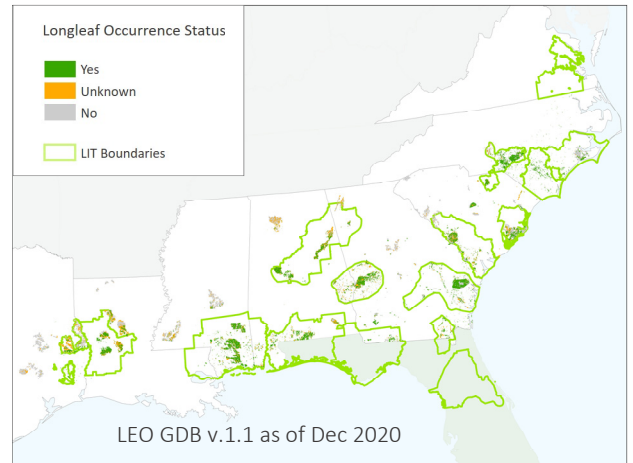 Longleaf Occurrence Status
Yes
Unknown
No
LIT Boundaries
LEO GDB v.1.1 as of Dec 2020